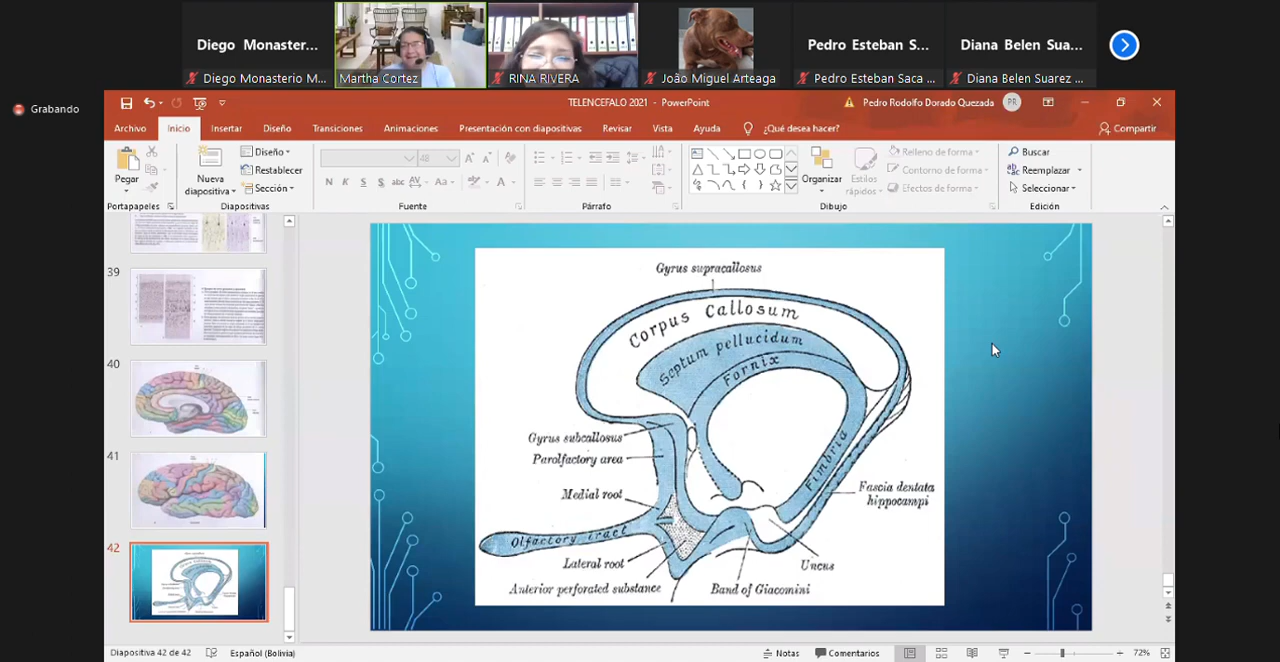 Diego Monaster...
Pedro Esteban S...
Diana Belen Sua...
Diego Monasterio M...
Martha Cortez
RINA RIVERA
João Miguel Arteaga
Pedro Esteban Saca ...
Diana Belen Suarez ...
Grabando
TELENCEFALO 2021 - PowerPoint
Pedro Rodolfo Dorado Quezada
PR
Archivo
Inicio
Insertar
Diseño
Transiciones
Animaciones
Presentación con diapositivas
Revisar
Vista
Ayuda
¿Qué desea hacer?
Compartir
Pegar
Nueva
diapositiva
Diseño
Restablecer
Sección
48
N K S S abc AV Aa
A
Organizar
Estilos
rápidos
Relleno de forma
Contorno de forma
Efectos de forma
Buscar
Reemplazar
Seleccionar
Portapapeles
Diapositivas
Fuente
Párrafo
Dibujo
Edición
39
40
41
42
Gyrus supracallosus
Corpus Callosum
Septum pellucidum
Fornix
Gyrus subcallosus
Parolfactory area
Fimbria
Medial root
Fascia dentata
hippocampi
Olfactory tract
Lateral root
Uncus
Anterior perforated substance
Band of Giacomini
Diapositiva 42 de 42
Español (Bolivia)
Notas
Comentarios
72%